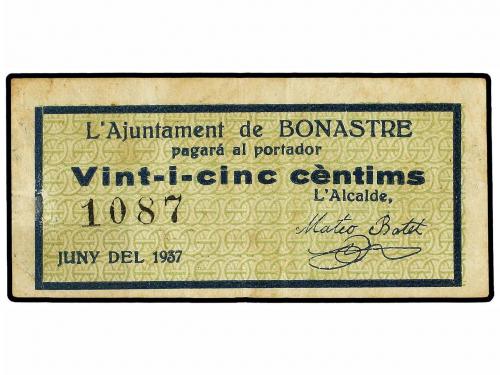 L'Ajuntament de BONASTRE
pagará al portador
Vint-i-cinc cèntims
L'Alcalde,
1087
Mateo Batet
JUNY DEL 1937